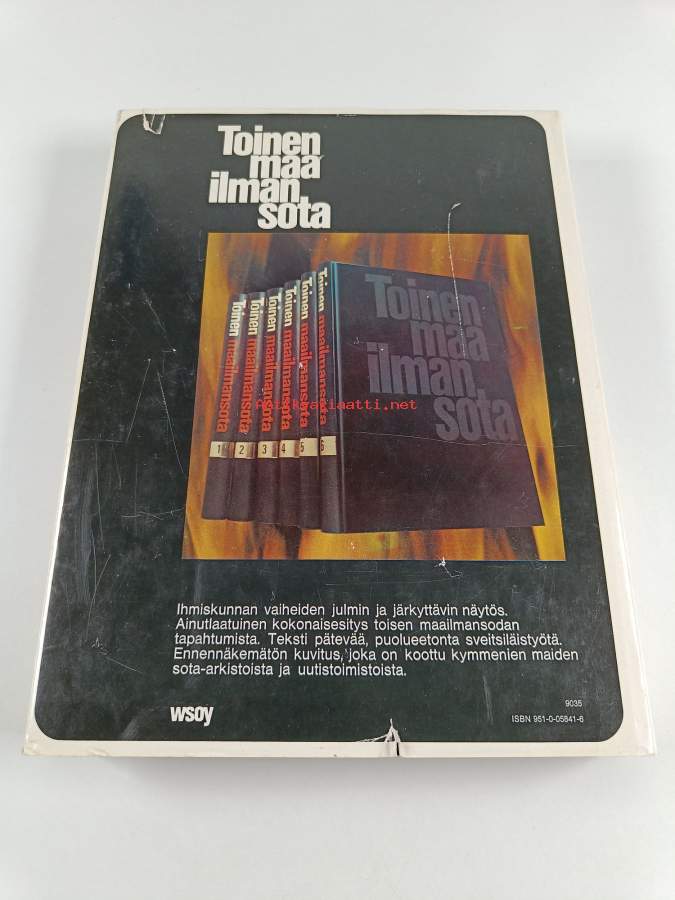 Toinen
maa
ilman
sota
Toinen maailmansota
Toinen maailmansota
Toinen maailmansota
Toinen maailmansota
Toinen maailmansota
Toinen maailmansota
1
2
3
4
5
6
Toinen
maa
ilman
sota
Antikvariaatti.net
Ihmiskunnan vaiheiden julmin ja järkyttävin näytös.
Ainutlaatuinen kokonaisesitys toisen maailmansodan
tapahtumista. Teksti pätevää, puolueetonta sveitsiläistyötä.
Ennennäkemätön kuvitus, joka on koottu kymmenien maiden
sota-arkistoista ja uutistoimistoista.
wsoy
9035
ISBN 951-0-05841-6